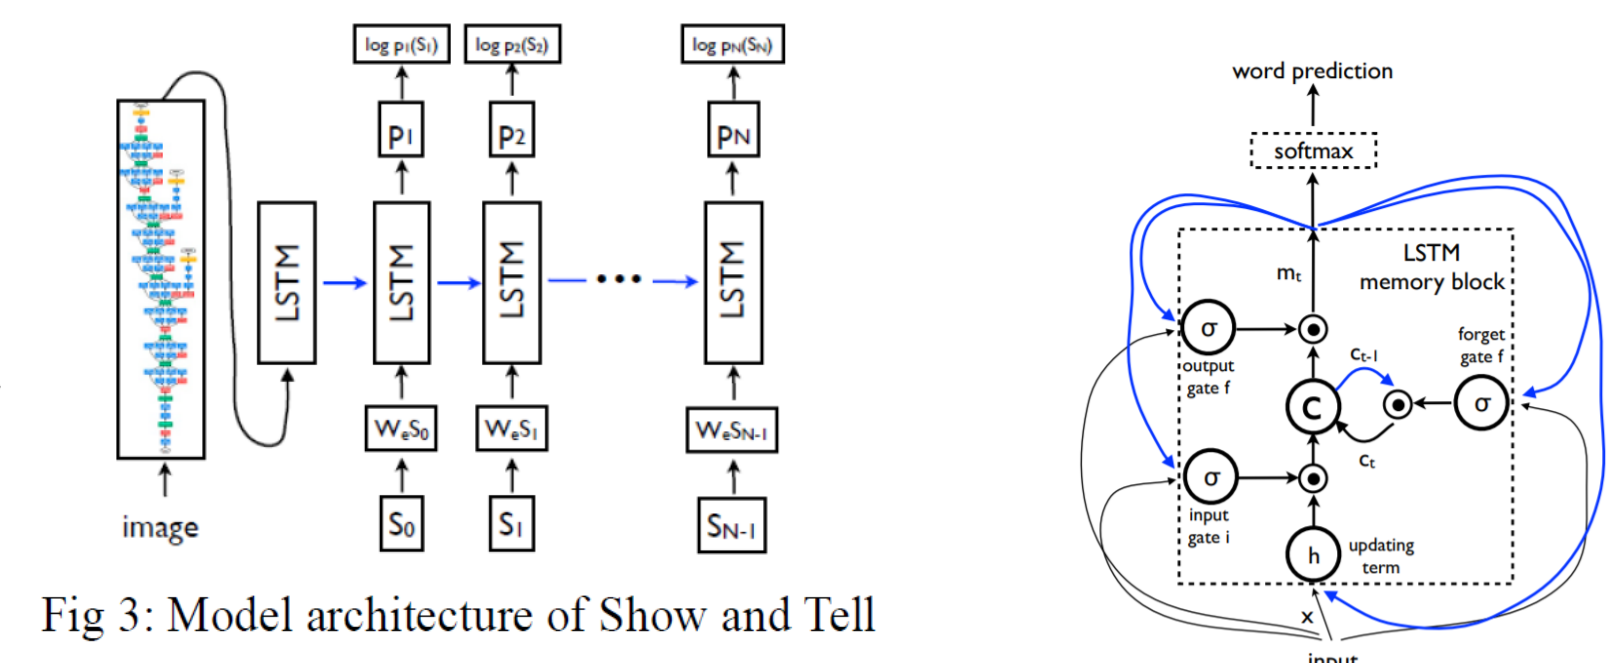 log p1(S1) log p2(S2) log pN(SN)
p1 p2 pN
LSTM LSTM LSTM LSTM
WeS0 WeS1 WeSN-1
image S0 S1 SN-1
Fig 3: Model architecture of Show and Tell
word prediction
softmax
LSTM
memory block
mt
σ
output
gate f
ct-1
forget
gate f
σ
c
ct
σ
input
gate i
h
updating
term
x
input